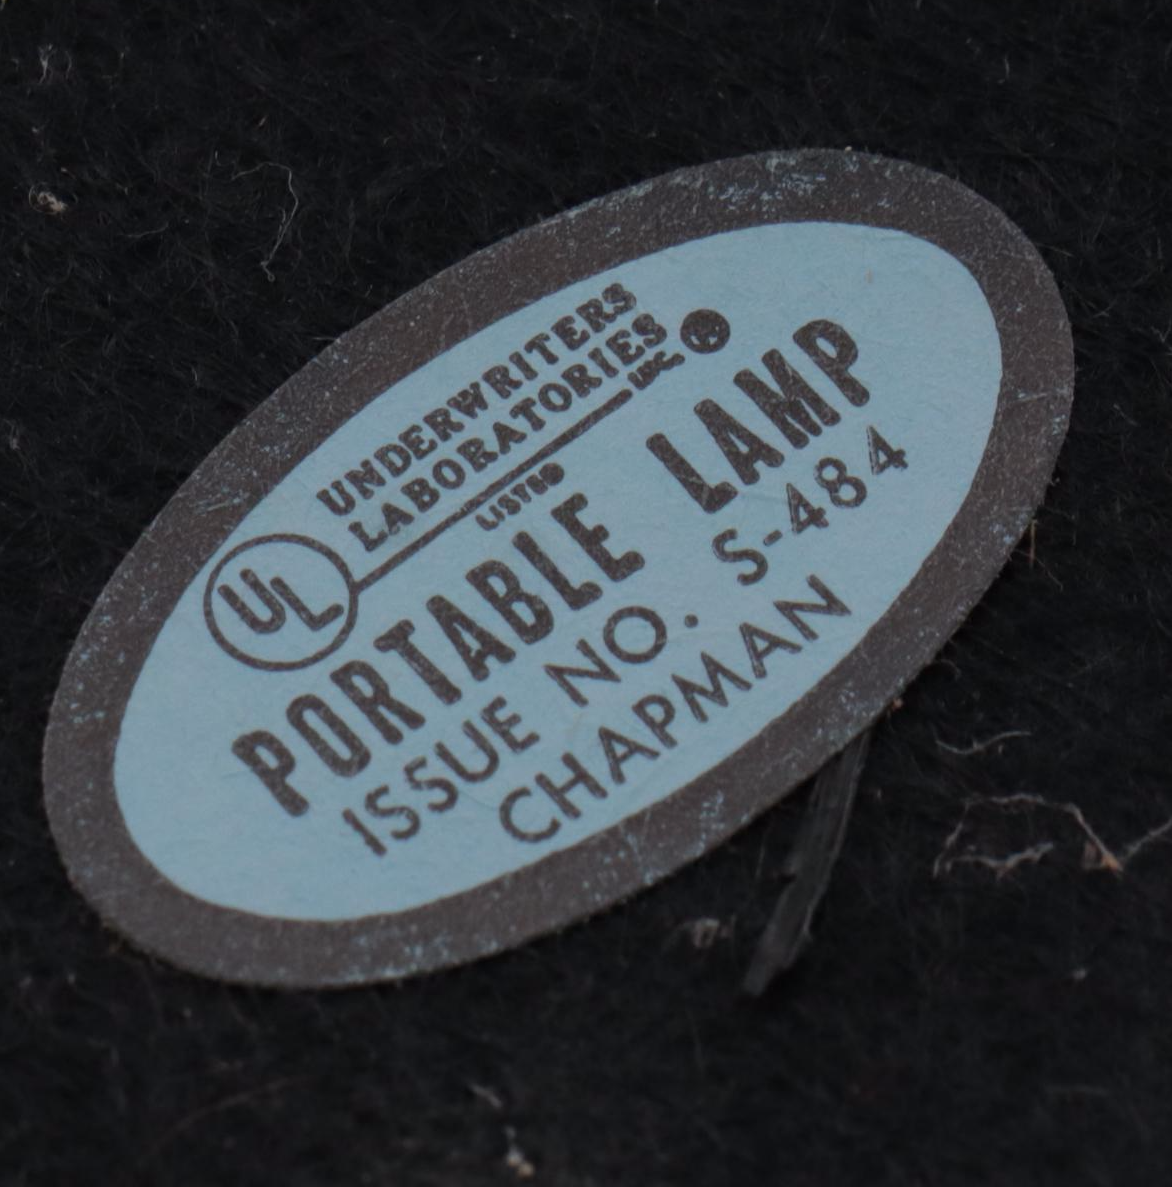 UNDERWRITERS
LABORATORIES
INC.
UL
LISTED
PORTABLE LAMP
ISSUE NO. S-484
CHAPMAN